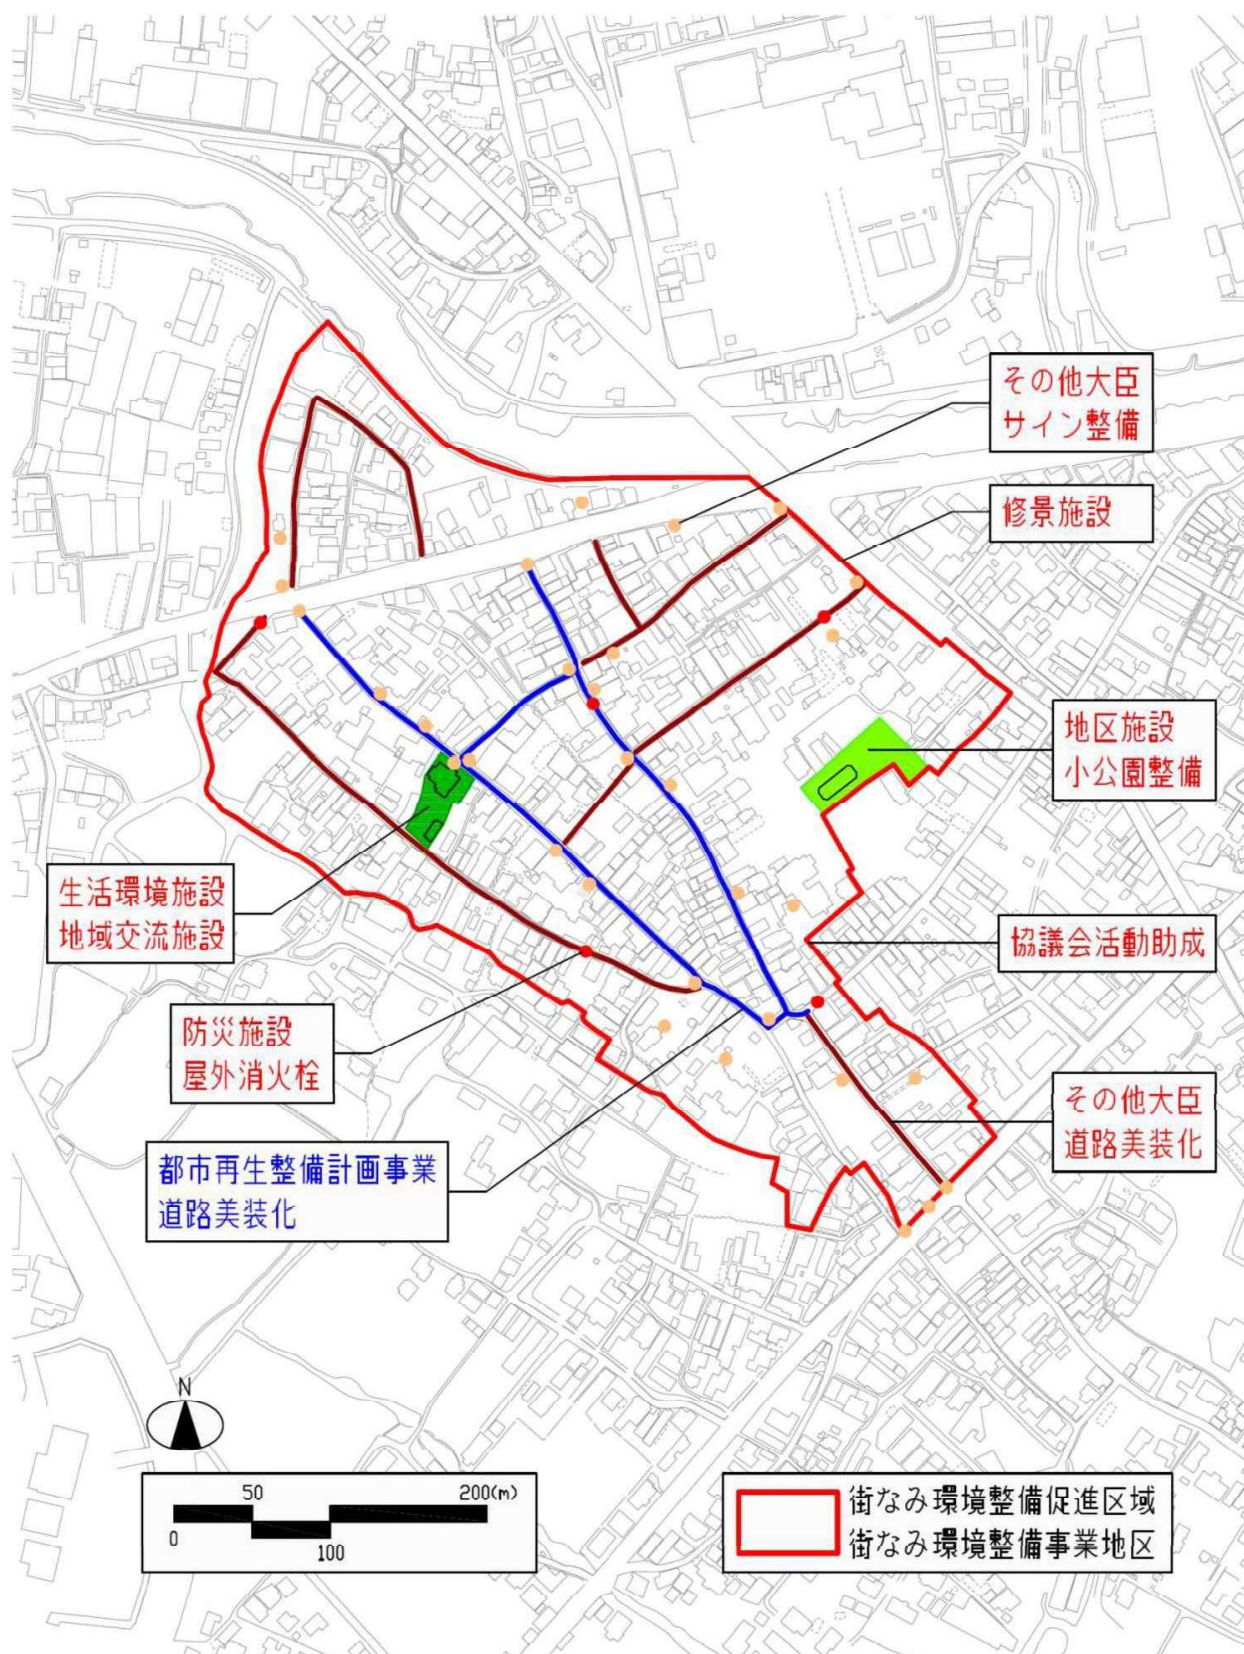 その他大臣
サイン整備
修景施設
地区施設
小公園整備
生活環境施設
地域交流施設
協議会活動助成
防災施設
屋外消火栓
その他大臣
道路美装化
都市再生整備計画事業
道路美装化
N
50 200(m)
0 100
街なみ環境整備促進区域
街なみ環境整備事業地区